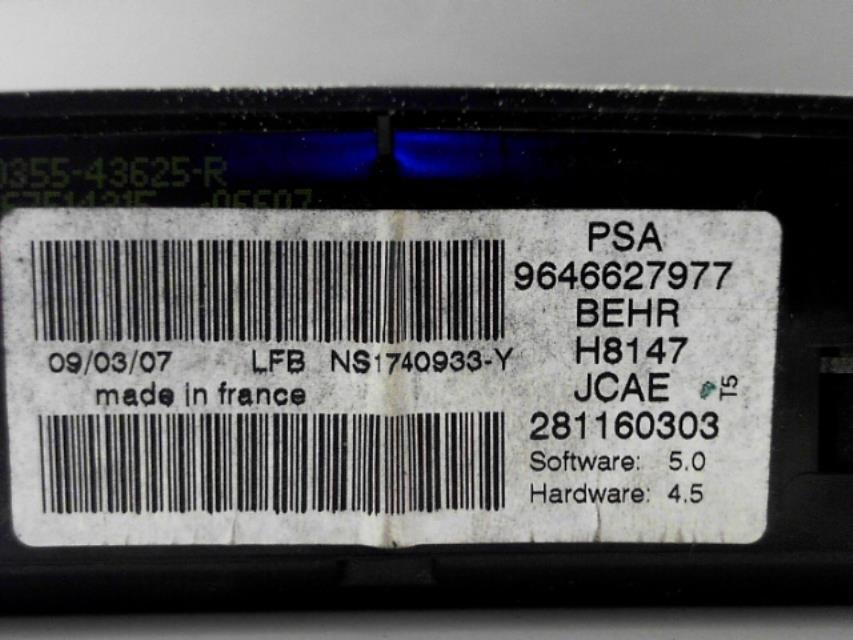 0355-43625-R
PSA
9646627977
BEHR
09/03/07 LFB NS1740933-Y
H8147
made in france
JCAE T5
281160303
Software: 5.0
Hardware: 4.5